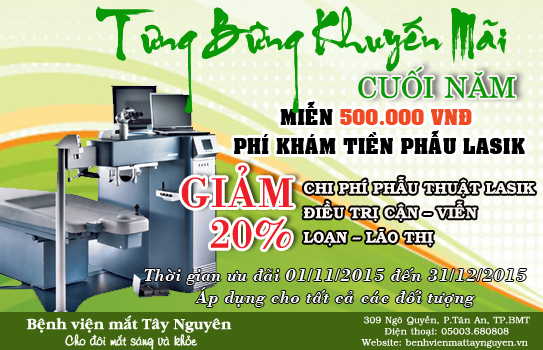 Tưng Bừng Khuyến Mãi
CUỐI NĂM
MIỄN 500.000 VNĐ
PHÍ KHÁM TIỀN PHẪU LASIK
GIẢM 20%
CHI PHÍ PHẪU THUẬT LASIK
ĐIỀU TRỊ CẬN – VIỄN
LOẠN – LÃO THỊ
Thời gian ưu đãi 01/11/2015 đến 31/12/2015
Áp dụng cho tất cả các đối tượng
Bệnh viện mắt Tây Nguyên
Cho đôi mắt sáng và khỏe
309 Ngô Quyền, P.Tân An, TP.BMT
Điện thoại: 05003.680808
Website: benhvienmattaynguyen.vn